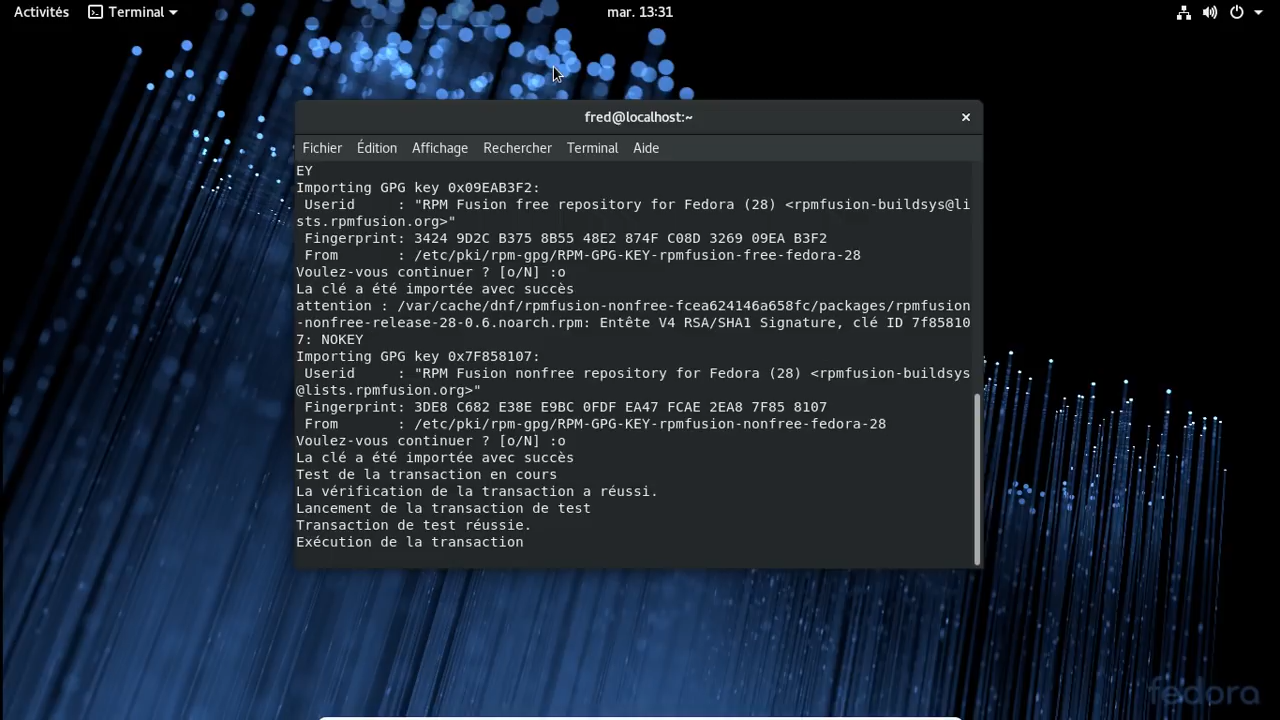 Activités Terminal mar. 13:31
fred@localhost:~
Fichier Édition Affichage Rechercher Terminal Aide
EY
Importing GPG key 0x09EAB3F2:
Userid     : "RPM Fusion free repository for Fedora (28) <rpmfusion-buildsys@li
sts.rpmfusion.org>"
Fingerprint: 3424 9D2C B375 8B55 48E2 874F C08D 3269 09EA B3F2
From       : /etc/pki/rpm-gpg/RPM-GPG-KEY-rpmfusion-free-fedora-28
Voulez-vous continuer ? [o/N] :o
La clé a été importée avec succès
attention : /var/cache/dnf/rpmfusion-nonfree-fcea624146a658fc/packages/rpmfusion
-nonfree-release-28-0.6.noarch.rpm: Entête V4 RSA/SHA1 Signature, clé ID 7f85810
7: NOKEY
Importing GPG key 0x7F858107:
Userid     : "RPM Fusion nonfree repository for Fedora (28) <rpmfusion-buildsys
@lists.rpmfusion.org>"
Fingerprint: 3DE8 C682 E38E E9BC 0FDF EA47 FCAE 2EA8 7F85 8107
From       : /etc/pki/rpm-gpg/RPM-GPG-KEY-rpmfusion-nonfree-fedora-28
Voulez-vous continuer ? [o/N] :o
La clé a été importée avec succès
Test de la transaction en cours
La vérification de la transaction a réussi.
Lancement de la transaction de test
Transaction de test réussie.
Exécution de la transaction
fedora